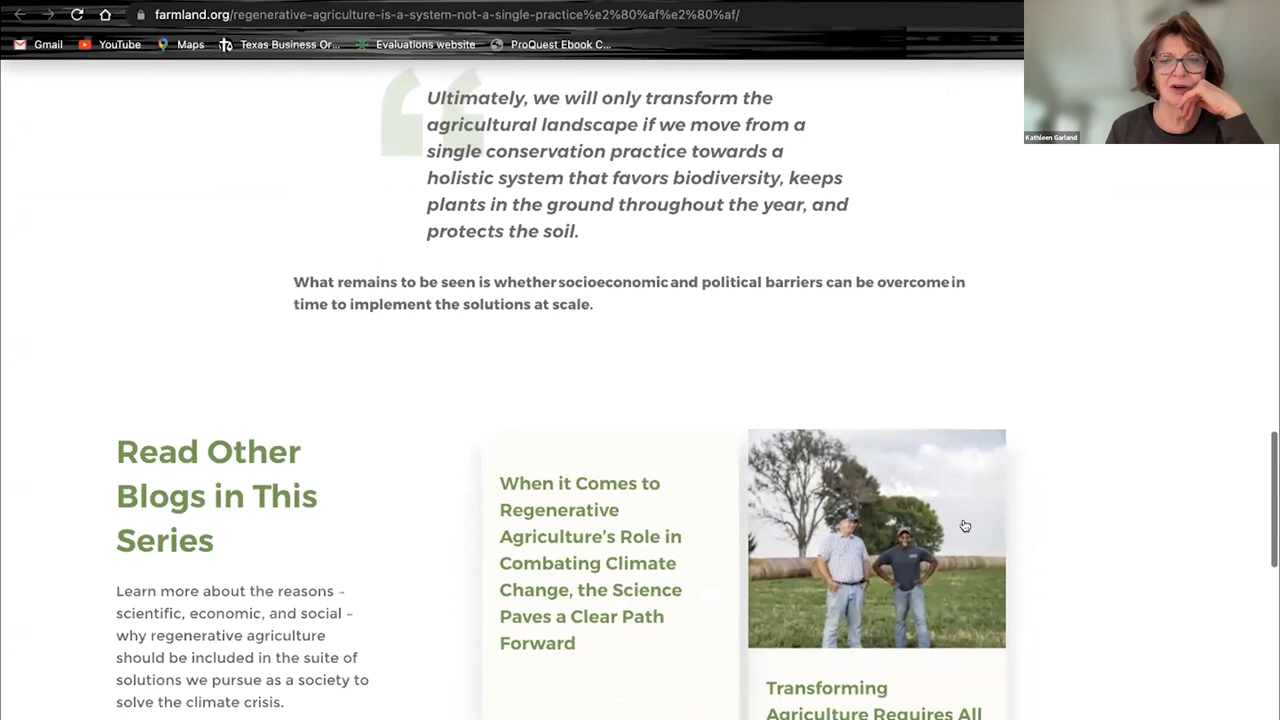 farmland.org/regenerative-agriculture-is-a-system-not-a-single-practice%e2%80%af%e2%80%af/
Gmail YouTube Maps Texas Business Or... Evaluations website ProQuest Ebook C...
Kathleen Garland
Ultimately, we will only transform the
agricultural landscape if we move from a
single conservation practice towards a
holistic system that favors biodiversity, keeps
plants in the ground throughout the year, and
protects the soil.
What remains to be seen is whether socioeconomic and political barriers can be overcome in
time to implement the solutions at scale.
Read Other
Blogs in This
Series
Learn more about the reasons –
scientific, economic, and social –
why regenerative agriculture
should be included in the suite of
solutions we pursue as a society to
solve the climate crisis.
When it Comes to
Regenerative
Agriculture’s Role in
Combating Climate
Change, the Science
Paves a Clear Path
Forward
Transforming
Agriculture Requires All